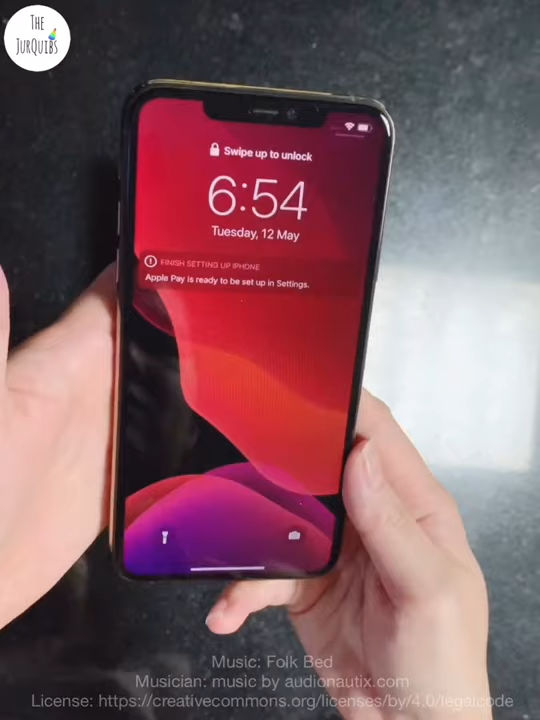 THE
JURQUIBS
Swipe up to unlock
6:54
Tuesday, 12 May
FINISH SETTING UP IPHONE
Apple Pay is ready to be set up in Settings.
Music: Folk Bed
Musician: music by audionautix.com
License: https://creativecommons.org/licenses/by/4.0/legalcode